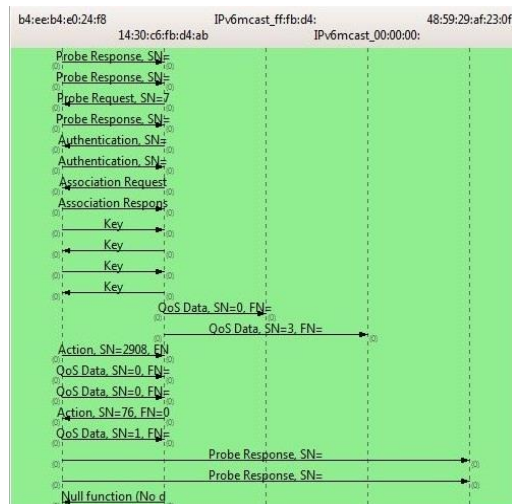 b4:ee:b4:e0:24:f8 IPv6mcast_ff:fb:d4: 48:59:29:af:23:0f
14:30:c6:fb:d4:ab IPv6mcast_00:00:00:
Probe Response, SN=
Probe Response, SN=
Probe Request, SN=7
Probe Response, SN=
Authentication, SN=
Authentication, SN=
Association Request
Association Respons
Key
Key
Key
Key
QoS Data, SN=0, FN=
QoS Data, SN=3, FN=
Action, SN=2908, FN
QoS Data, SN=0, FN=
QoS Data, SN=0, FN=
Action, SN=76, FN=0
QoS Data, SN=1, FN=
Probe Response, SN=
Probe Response, SN=
Null function (No d